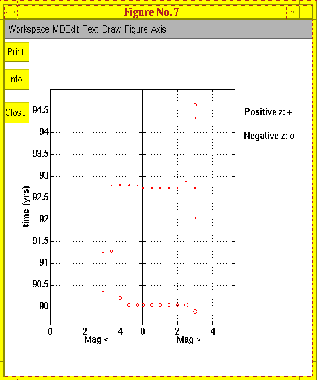 Figure No. 7
Workspace MDEdit Text Draw Figure Axis
Print
Info
Close
Positive z: +
Negative z: o
time (yrs)
94.5
94
93.5
93
92.5
92
91.5
91
90.5
90
0 2 4 0 2 4
Mag < Mag >